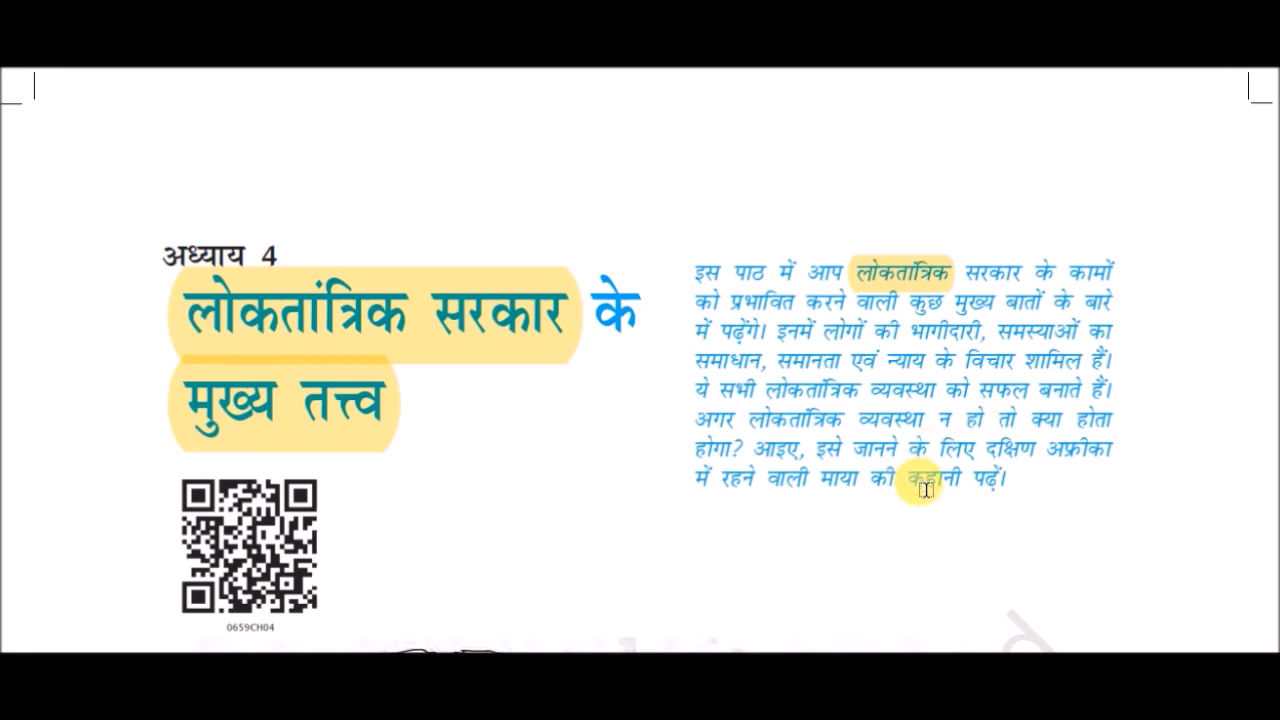 अध्याय 4
लोकतांत्रिक सरकार के
मुख्य तत्त्व
0659CH04
इस पाठ में आप लोकतांत्रिक सरकार के कामों
को प्रभावित करने वाली कुछ मुख्य बातों के बारे
में पढ़ेंगे। इनमें लोगों की भागीदारी, समस्याओं का
समाधान, समानता एवं न्याय के विचार शामिल हैं।
ये सभी लोकतांत्रिक व्यवस्था को सफल बनाते हैं।
अगर लोकतांत्रिक व्यवस्था न हो तो क्या होता
होगा? आइए, इसे जानने के लिए दक्षिण अफ्रीका
में रहने वाली माया की कहानी पढ़ें।